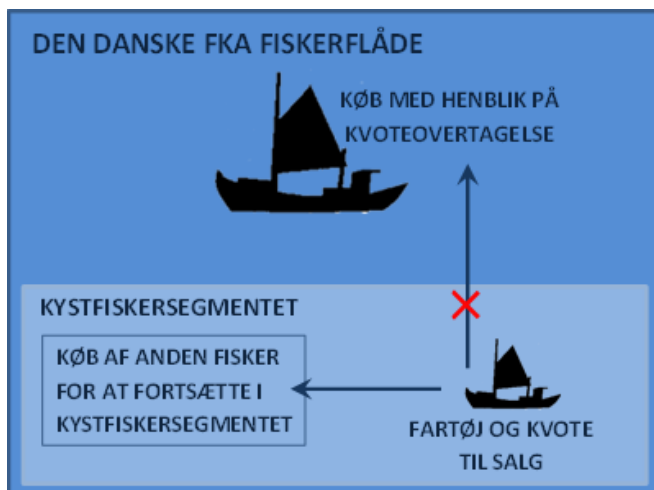 DEN DANSKE FKA FISKERFLÅDE
KØB MED HENBLIK PÅ
KVOTEOVERTAGELSE
KYSTFISKERSEGMENTET
KØB AF ANDEN FISKER
FOR AT FORTSÆTTE I
KYSTFISKERSEGMENTET
FARTØJ OG KVOTE
TIL SALG